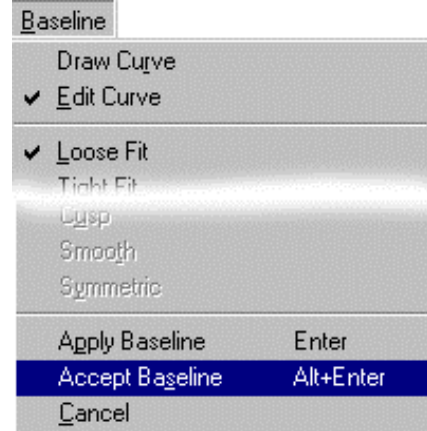 Baseline
Draw Curve
✔ Edit Curve
✔ Loose Fit
Tight Fit
Cusp
Smooth
Symmetric
Apply Baseline Enter
Accept Baseline Alt+Enter
Cancel